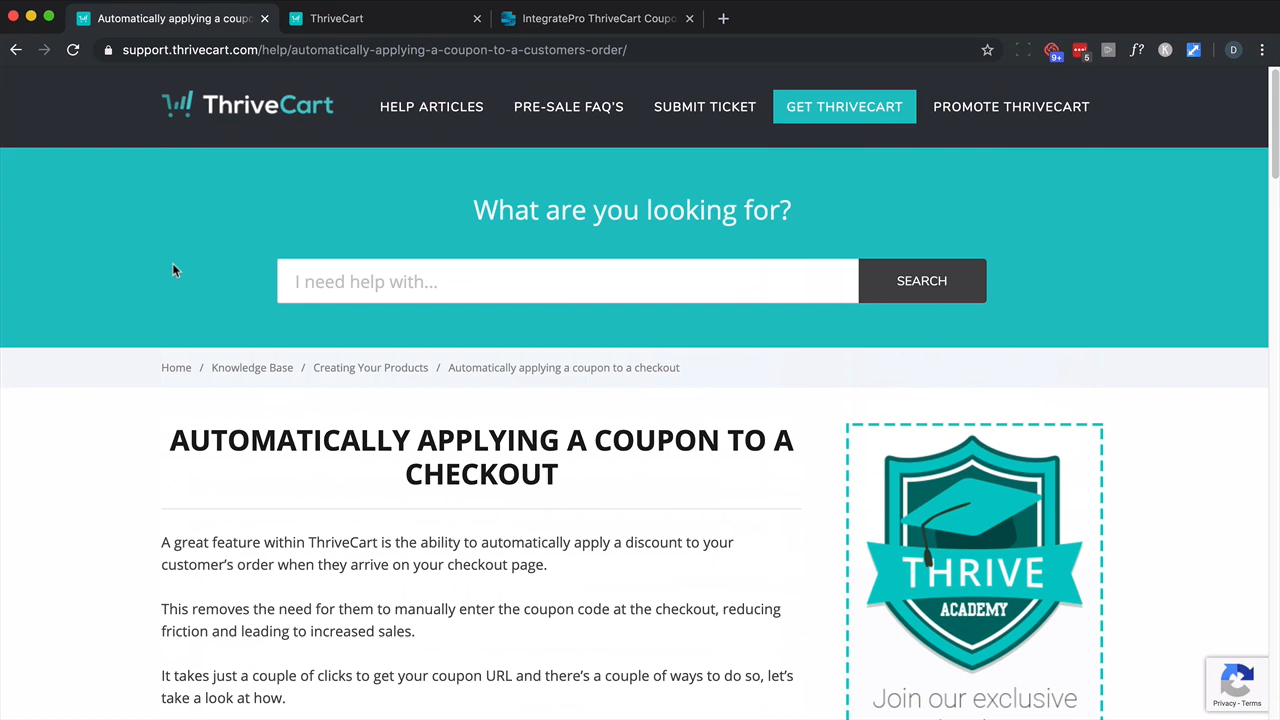 Automatically applying a coupo
ThriveCart
IntegratePro ThriveCart Coupo
support.thrivecart.com/help/automatically-applying-a-coupon-to-a-customers-order/
9+
5
f?
K
D
ThriveCart
HELP ARTICLES
PRE-SALE FAQ'S
SUBMIT TICKET
GET THRIVECART
PROMOTE THRIVECART
What are you looking for?
I need help with...
SEARCH
Home / Knowledge Base / Creating Your Products / Automatically applying a coupon to a checkout
AUTOMATICALLY APPLYING A COUPON TO A
CHECKOUT
A great feature within ThriveCart is the ability to automatically apply a discount to your
customer's order when they arrive on your checkout page.
This removes the need for them to manually enter the coupon code at the checkout, reducing
friction and leading to increased sales.
It takes just a couple of clicks to get your coupon URL and there's a couple of ways to do so, let's
take a look at how.
THRIVE
ACADEMY
Join our exclusive
Privacy - Terms